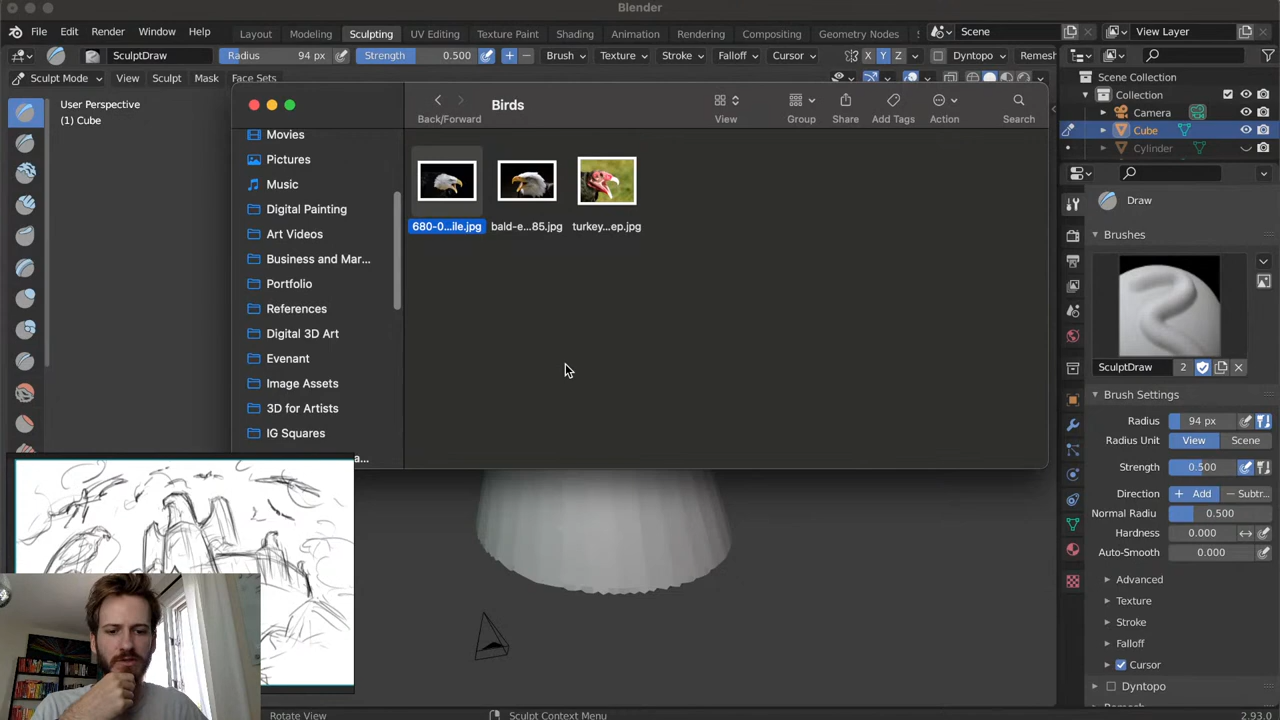 Blender
File Edit Render Window Help Layout Modeling Sculpting UV Editing Texture Paint Shading Animation Rendering Compositing Geometry Nodes Scene View Layer
SculptDraw Radius 94 px Strength 0.500 Brush Texture Stroke Falloff Cursor X Y Z Dyntopo Remesh
Sculpt Mode View Sculpt Mask Face Sets
User Perspective
(1) Cube
Birds
Back/Forward View Group Share Add Tags Action Search
Movies
Pictures
Music
Digital Painting
Art Videos
Business and Mar...
Portfolio
References
Digital 3D Art
Evenant
Image Assets
3D for Artists
IG Squares
a...
680-0...ile.jpg bald-e...85.jpg turkey...ep.jpg
Scene Collection
Collection
Camera
Cube
Cylinder
Draw
Brushes
SculptDraw 2
Brush Settings
Radius 94 px
Radius Unit View Scene
Strength 0.500
Direction + Add — Subtr...
Normal Radiu 0.500
Hardness 0.000
Auto-Smooth 0.000
Advanced
Texture
Stroke
Falloff
Cursor
Dyntopo
Remesh
Rotate View Sculpt Context Menu 2.93.0